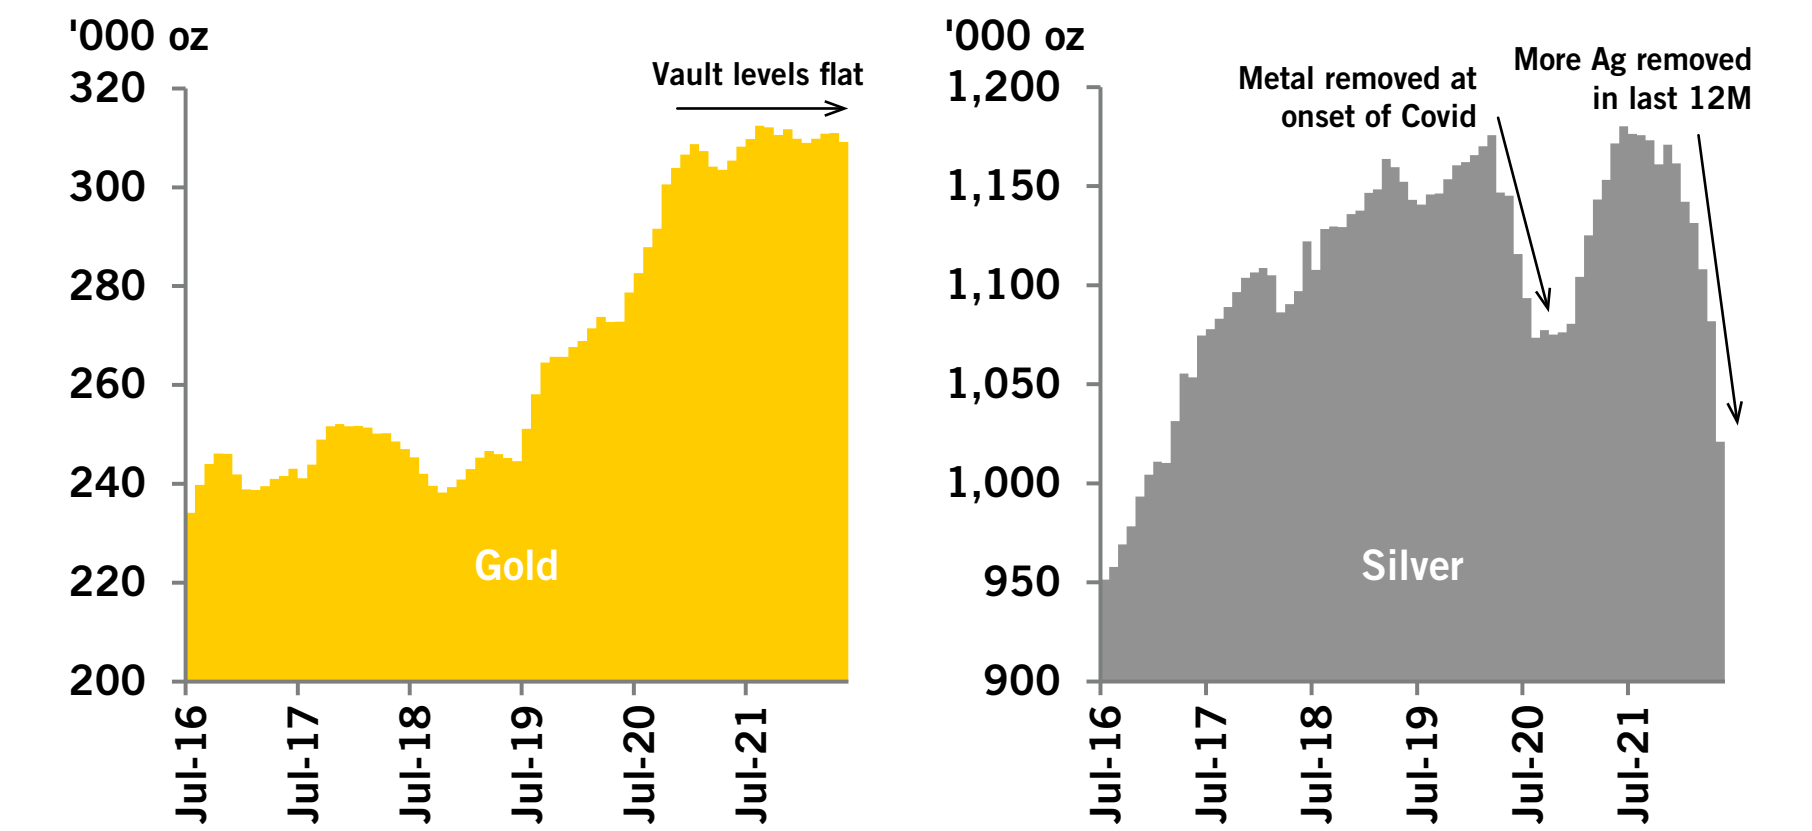 '000 oz
320
300
280
260
240
220
200
Vault levels flat
Gold
Jul-16
Jul-17
Jul-18
Jul-19
Jul-20
Jul-21
'000 oz
1,200
1,150
1,100
1,050
1,000
950
900
Metal removed at
onset of Covid
More Ag removed
in last 12M
Silver
Jul-16
Jul-17
Jul-18
Jul-19
Jul-20
Jul-21